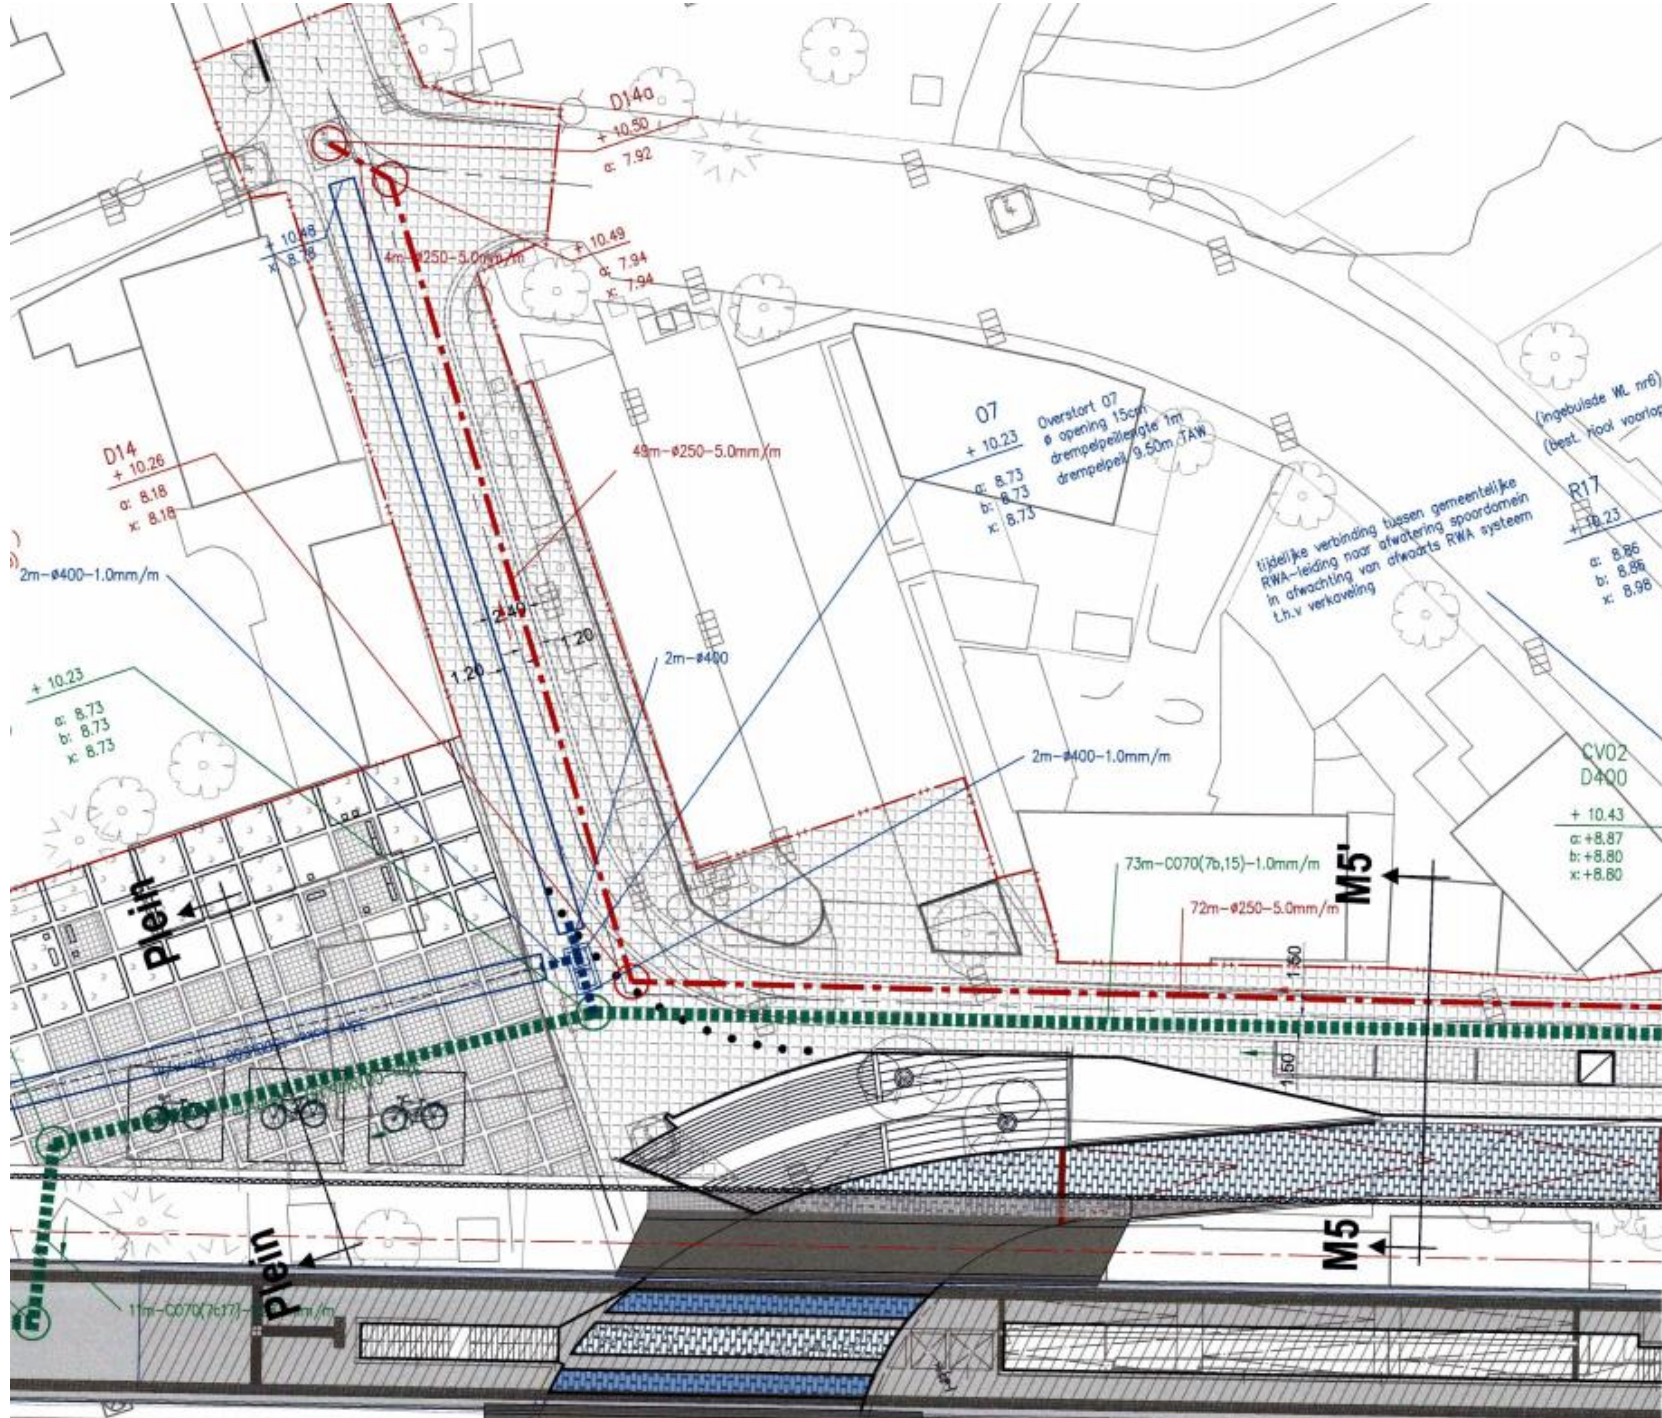 D14a
+ 10.50
a: 7.92
+ 10.48
x: 8.78
+ 10.49
a: 7.94
x: 7.94
4m-ø250-5.0mm/m
D14
+ 10.26
a: 8.18
x: 8.18
49m-ø250-5.0mm/m
O7
+ 10.23
a: 8.73
b: 8.73
x: 8.73
Overstort O7
ø opening 15cm
drempelpeillengte 1m
drempelpeil 9.50m TAW
(ingebuisde WL nr6)
(best. riool
R17
+ 10.23
a: 8.86
b: 8.86
x: 8.98
tijdelijke verbinding tussen gemeentelijke
RWA-leiding naar afwatering spoordomein
in afwachting van afwaarts RWA systeem
t.h.v verkaveling
2m-ø400-1.0mm/m
2.40
1.20
1.20
2m-ø400
+ 10.23
a: 8.73
b: 8.73
x: 8.73
2m-ø400-1.0mm/m
CV02
D400
+ 10.43
a:+8.87
b:+8.80
x:+8.80
73m-C070(7b,15)-1.0mm/m
72m-ø250-5.0mm/m
M5'
Plein
1.50
1.50
Plein
M5